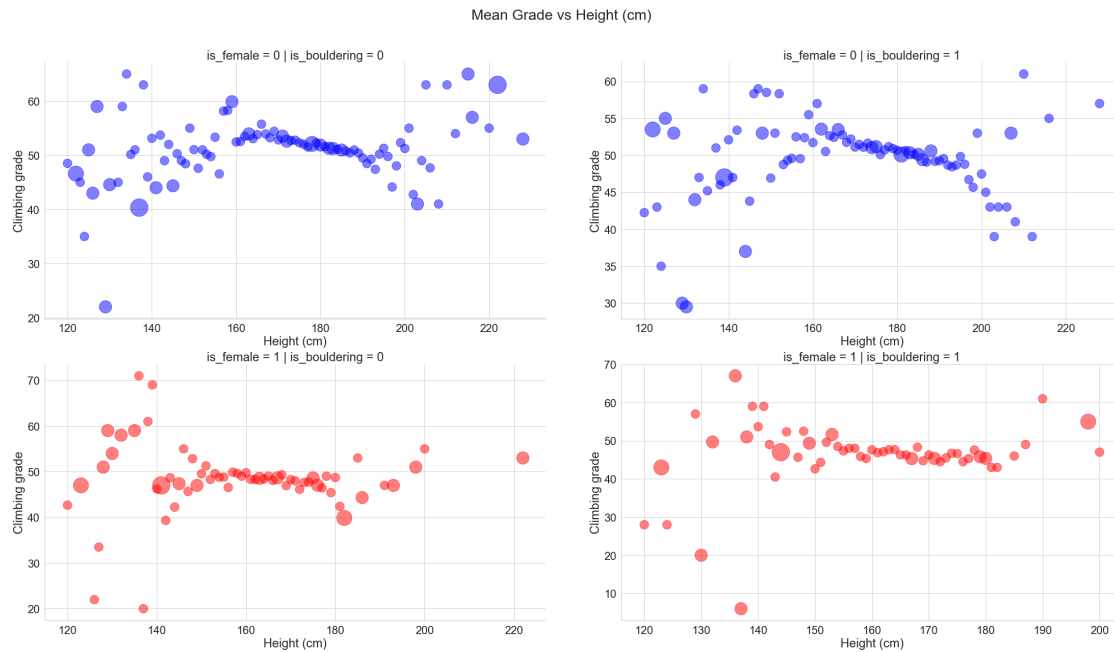 Mean Grade vs Height (cm)
is_female = 0 | is_bouldering = 0
Climbing grade
60
50
40
30
20
120 140 160 180 200 220
Height (cm)
is_female = 0 | is_bouldering = 1
Climbing grade
60
55
50
45
40
35
30
120 140 160 180 200 220
Height (cm)
is_female = 1 | is_bouldering = 0
Climbing grade
70
60
50
40
30
20
120 140 160 180 200 220
Height (cm)
is_female = 1 | is_bouldering = 1
Climbing grade
70
60
50
40
30
20
10
120 130 140 150 160 170 180 190 200
Height (cm)